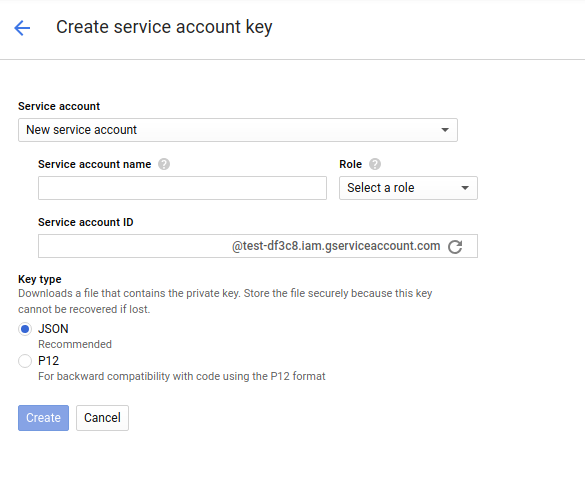 Create service account key
Service account
New service account
Service account name ? Role ?
Select a role
Service account ID
@test-df3c8.iam.gserviceaccount.com
Key type
Downloads a file that contains the private key. Store the file securely because this key
cannot be recovered if lost.
JSON
Recommended
P12
For backward compatibility with code using the P12 format
Create Cancel